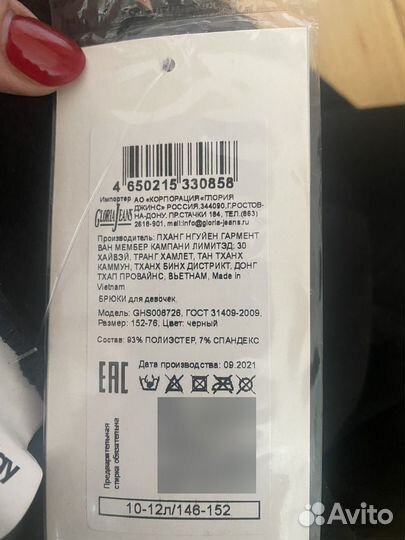 4 650215 330858
Импортер
GLORIA JEANS
АО «КОРПОРАЦИЯ «ГЛОРИЯ
ДЖИНС» РОССИЯ,344090,Г.РОСТОВ-
НА-ДОНУ, ПР.СТАЧКИ 184, ТЕЛ.(863)
2618-901, mail:info@gloria-jeans.ru
Производитель: ПХАНГ НГУЙЕН ГАРМЕНТ
ВАН МЕМБЕР КАМПАНИ ЛИМИТЭД; 30
ХАЙВЭЙ, ТРАНГ ХАМЛЕТ, ТАН ТХАНХ
КАММУН, ТХАНХ БИНХ ДИСТРИКТ, ДОНГ
ТХАП ПРОВАЙНС, ВЬЕТНАМ, Made in
Vietnam
БРЮКИ для девочек,
Модель: GHS008726, ГОСТ 31409-2009,
Размер: 152-76, Цвет: черный
Состав: 93% ПОЛИЭСТЕР, 7% СПАНДЕКС
EAC
Дата производства: 09.2021
Предварительная
стирка обязательна
10-12л/146-152
Avito